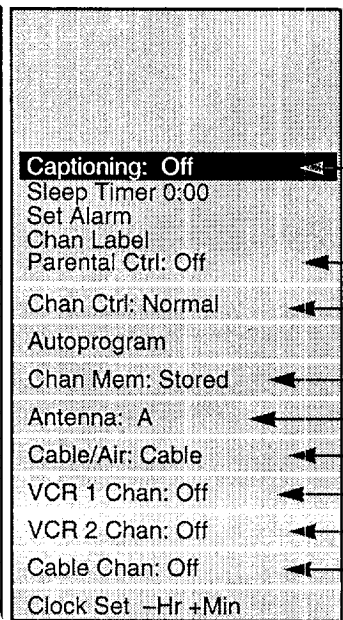 Captioning: Off
Sleep Timer 0:00
Set Alarm
Chan Label
Parental Ctrl: Off
Chan Ctrl: Normal
Autoprogram
Chan Mem: Stored
Antenna: A
Cable/Air: Cable
VCR 1 Chan: Off
VCR 2 Chan: Off
Cable Chan: Off
Clock Set –Hr +Min